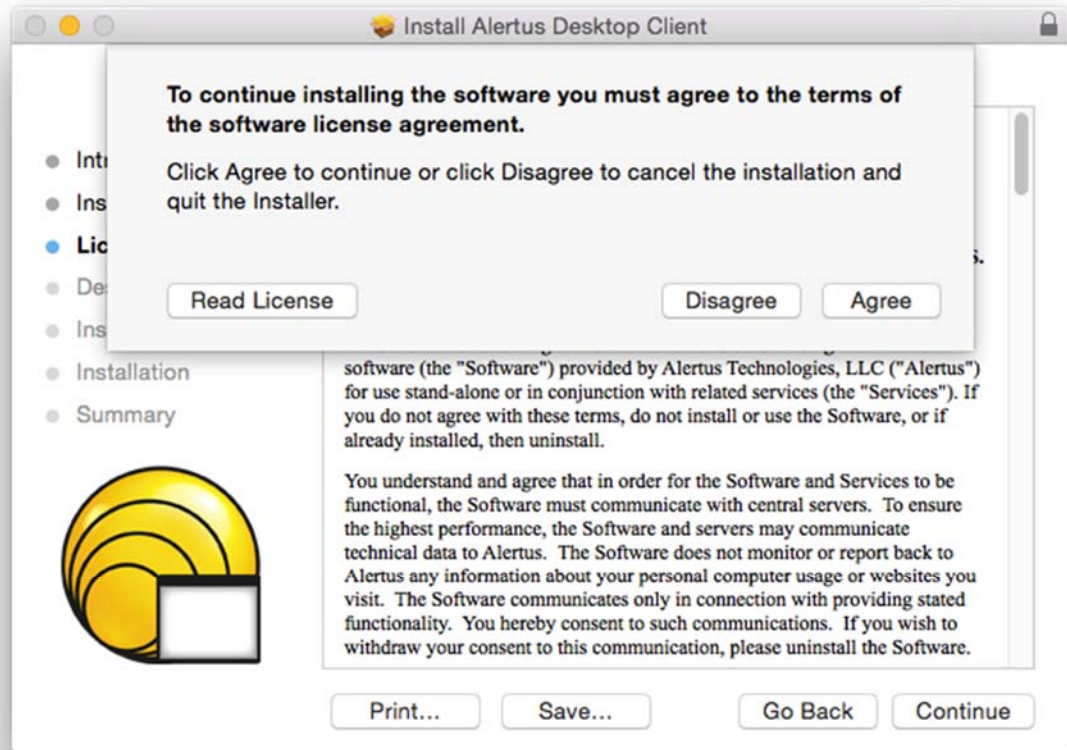 Install Alertus Desktop Client
To continue installing the software you must agree to the terms of
the software license agreement.
Click Agree to continue or click Disagree to cancel the installation and
quit the Installer.
Read License
Disagree
Agree
Intr
Ins
Lic
De
Ins
Installation
Summary
s.
software (the "Software") provided by Alertus Technologies, LLC ("Alertus")
for use stand-alone or in conjunction with related services (the "Services"). If
you do not agree with these terms, do not install or use the Software, or if
already installed, then uninstall.
You understand and agree that in order for the Software and Services to be
functional, the Software must communicate with central servers. To ensure
the highest performance, the Software and servers may communicate
technical data to Alertus. The Software does not monitor or report back to
Alertus any information about your personal computer usage or websites you
visit. The Software communicates only in connection with providing stated
functionality. You hereby consent to such communications. If you wish to
withdraw your consent to this communication, please uninstall the Software.
Print...
Save...
Go Back
Continue